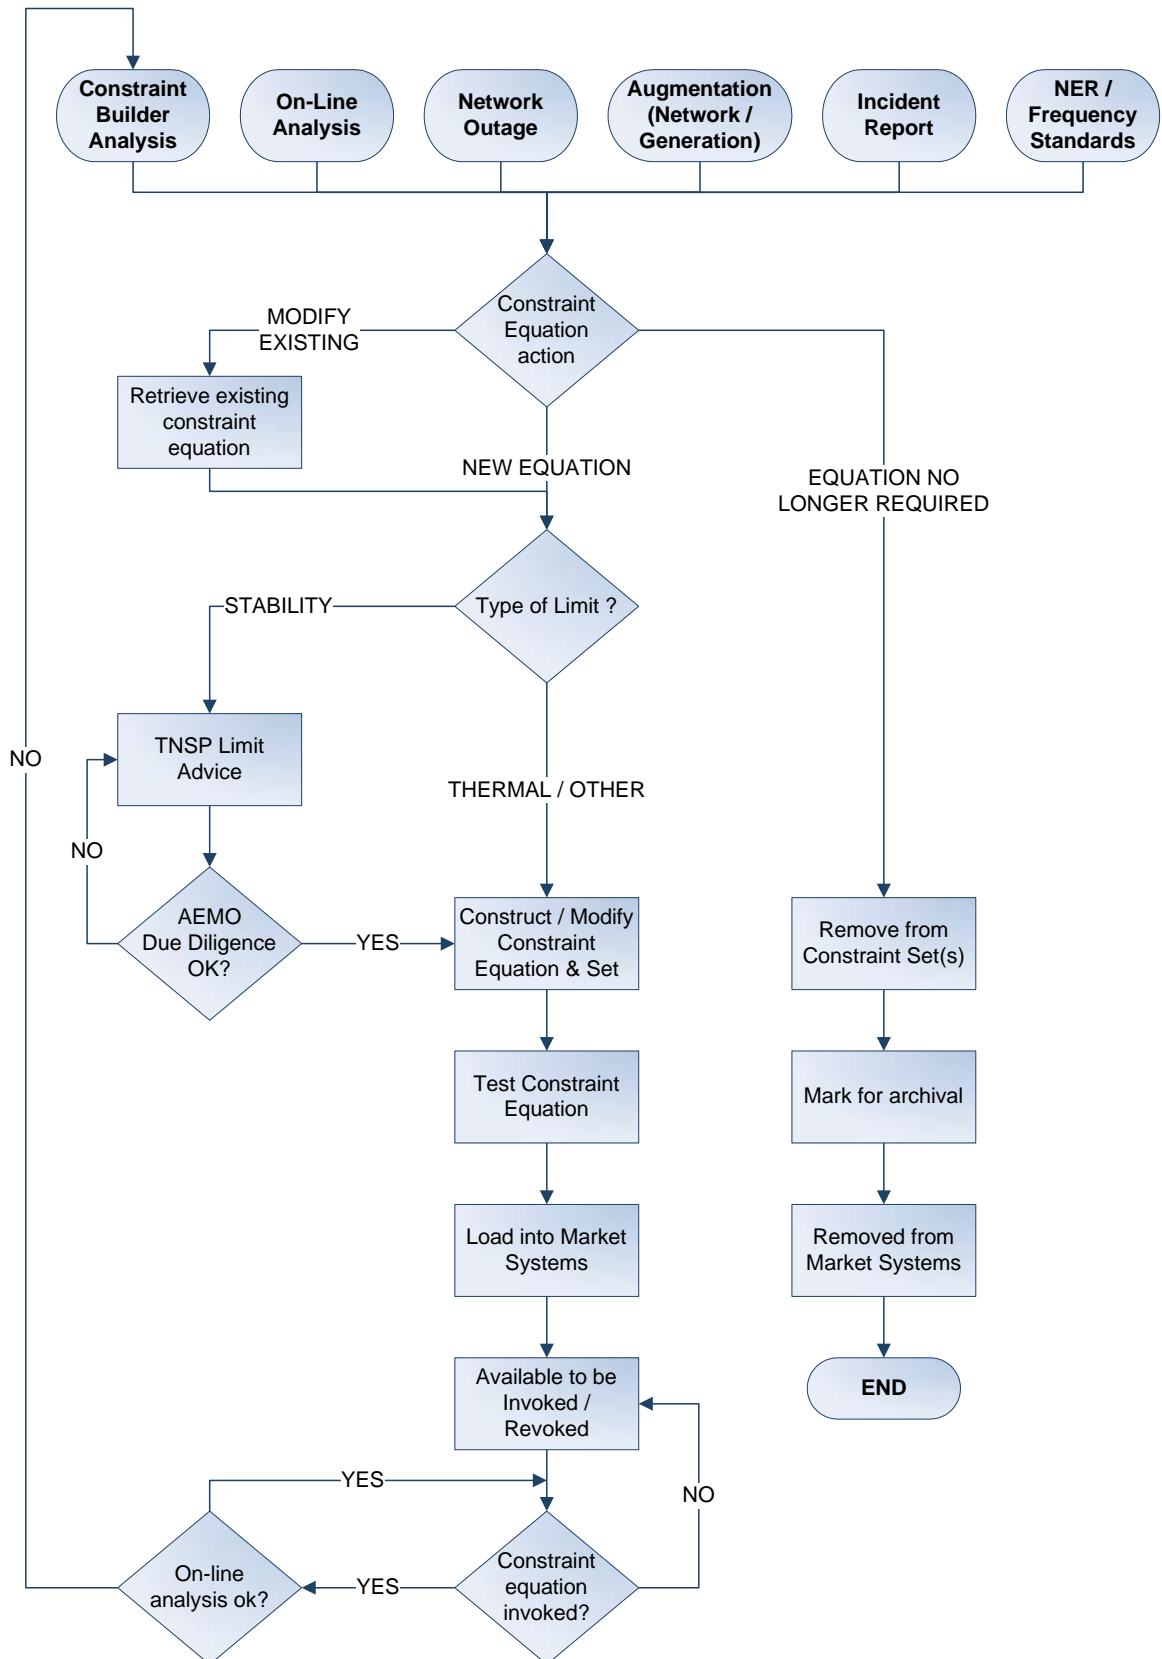 Constraint
Builder
Analysis
On-Line
Analysis
Network
Outage
Augmentation
(Network /
Generation)
Incident
Report
NER /
Frequency
Standards
Constraint
Equation
action
MODIFY
EXISTING
Retrieve existing
constraint
equation
NEW EQUATION
EQUATION NO
LONGER REQUIRED
Type of Limit ?
STABILITY
TNSP Limit
Advice
NO
THERMAL / OTHER
NO
AEMO
Due Diligence
OK?
YES
Construct / Modify
Constraint
Equation & Set
Remove from
Constraint Set(s)
Test Constraint
Equation
Mark for archival
Load into Market
Systems
Removed from
Market Systems
Available to be
Invoked /
Revoked
END
YES
NO
On-line
analysis ok?
YES
Constraint
equation
invoked?